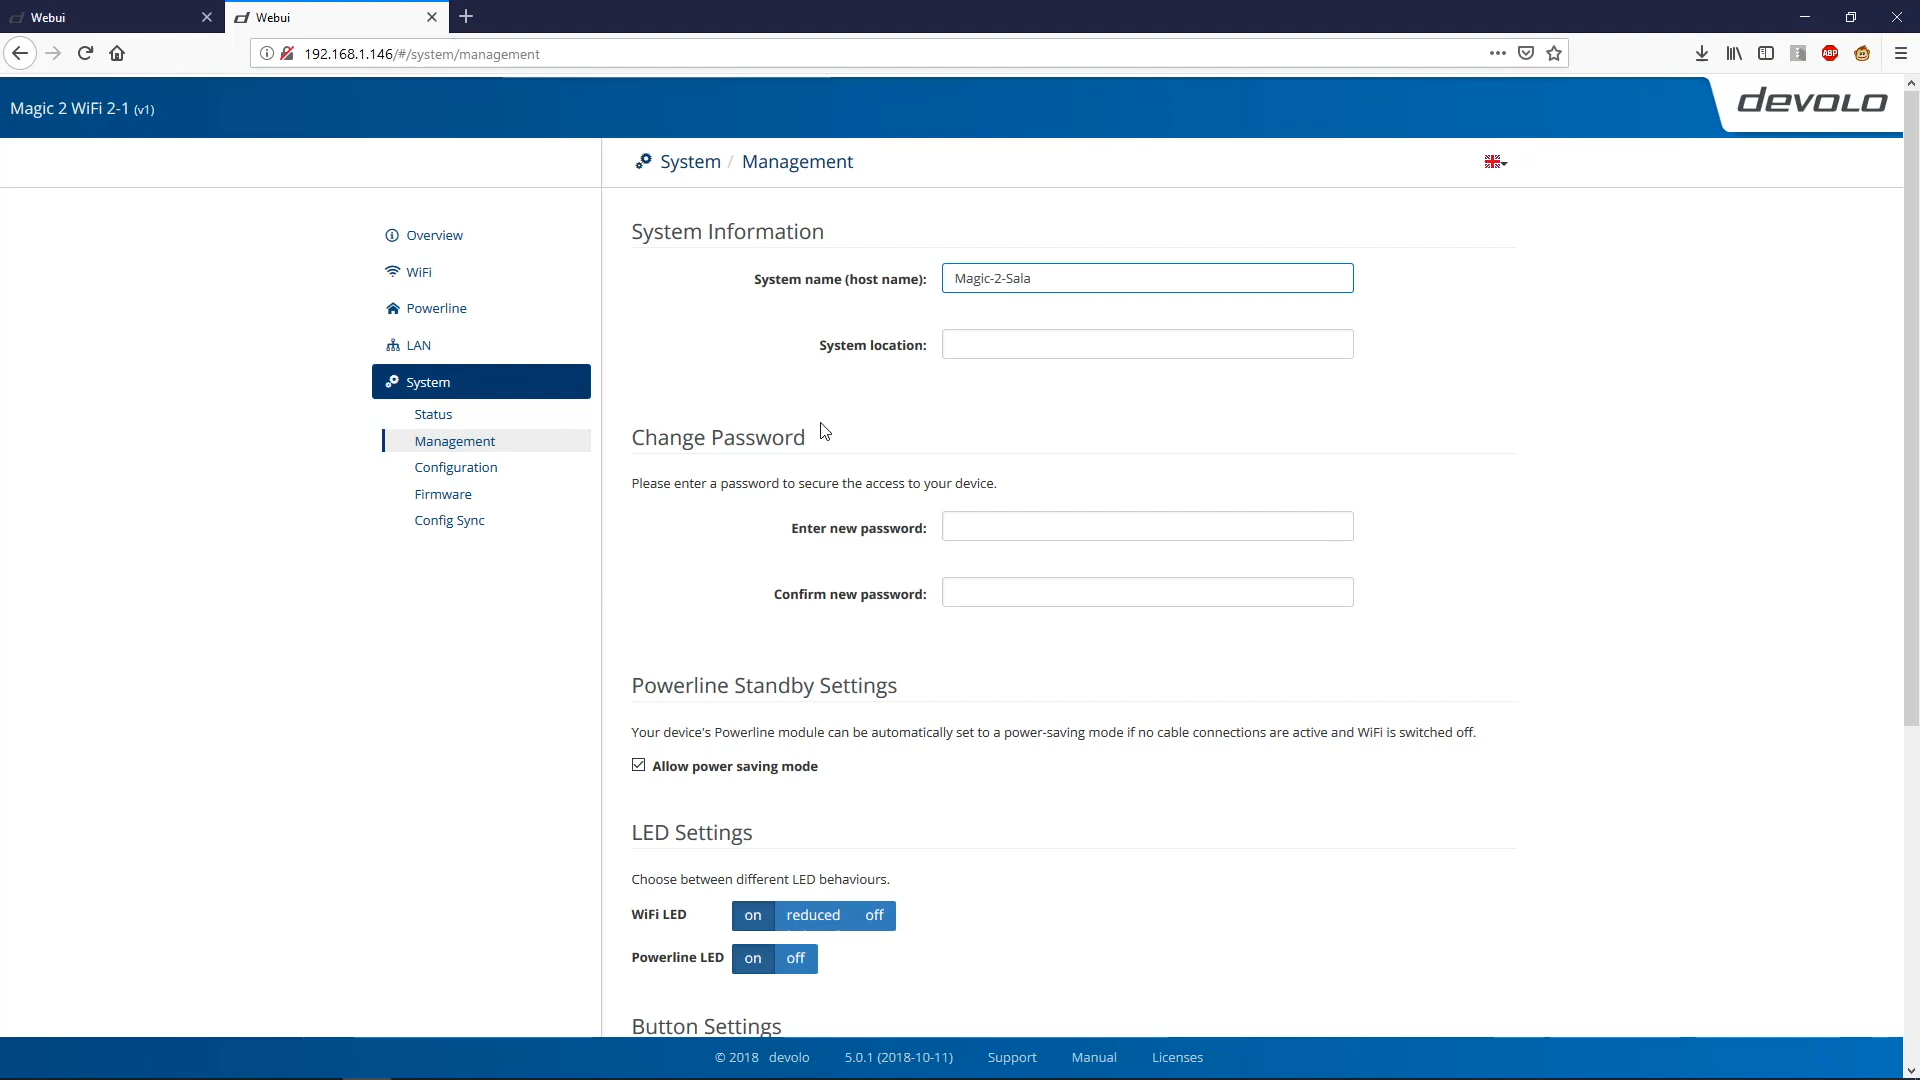 Webui
Webui
192.168.1.146/#/system/management
ABP
Magic 2 WiFi 2-1 (v1)
devolo
System / Management
Overview
WiFi
Powerline
LAN
System
Status
Management
Configuration
Firmware
Config Sync
System Information
System name (host name): Magic-2-Sala
System location:
Change Password
Please enter a password to secure the access to your device.
Enter new password:
Confirm new password:
Powerline Standby Settings
Your device's Powerline module can be automatically set to a power-saving mode if no cable connections are active and WiFi is switched off.
Allow power saving mode
LED Settings
Choose between different LED behaviours.
WiFi LED on reduced off
Powerline LED on off
Button Settings
© 2018 devolo 5.0.1 (2018-10-11) Support Manual Licenses